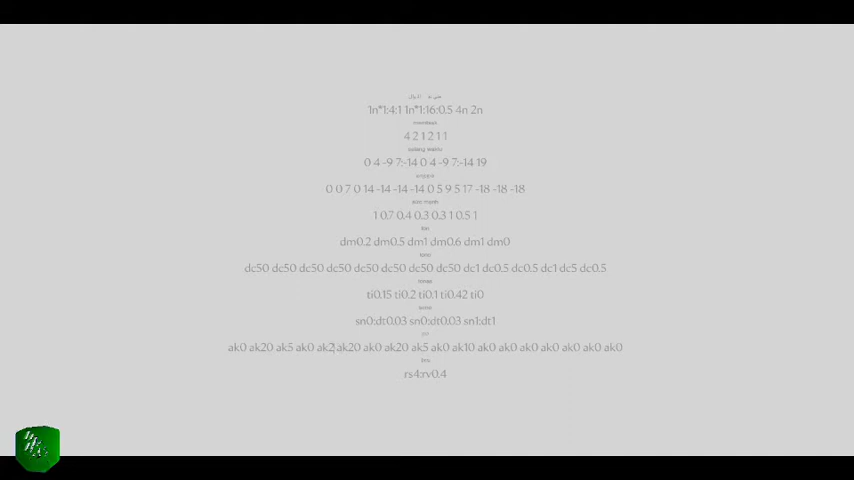 1n*1:4:1 1n*1:16:0.5 4n 2n
4 2 1 2 1 1
0 4 -9 7:-14 0 4 -9 7:-14 19
0 0 7 0 14 -14 -14 -14 0 5 9 5 17 -18 -18 -18
1 0.7 0.4 0.3 0.3 1 0.5 1
dm0.2 dm0.5 dm1 dm0.6 dm1 dm0
dc50 dc50 dc50 dc50 dc50 dc50 dc50 dc50 dc1 dc0.5 dc0.5 dc1 dc5 dc0.5
ti0.15 ti0.2 ti0.1 ti0.42 ti0
sn0:dt0.03 sn0:dt0.03 sn1:dt1
ak0 ak20 ak5 ak0 ak2 ak20 ak0 ak20 ak5 ak0 ak10 ak0 ak0 ak0 ak0 ak0 ak0 ak0
rs4:rv0.4